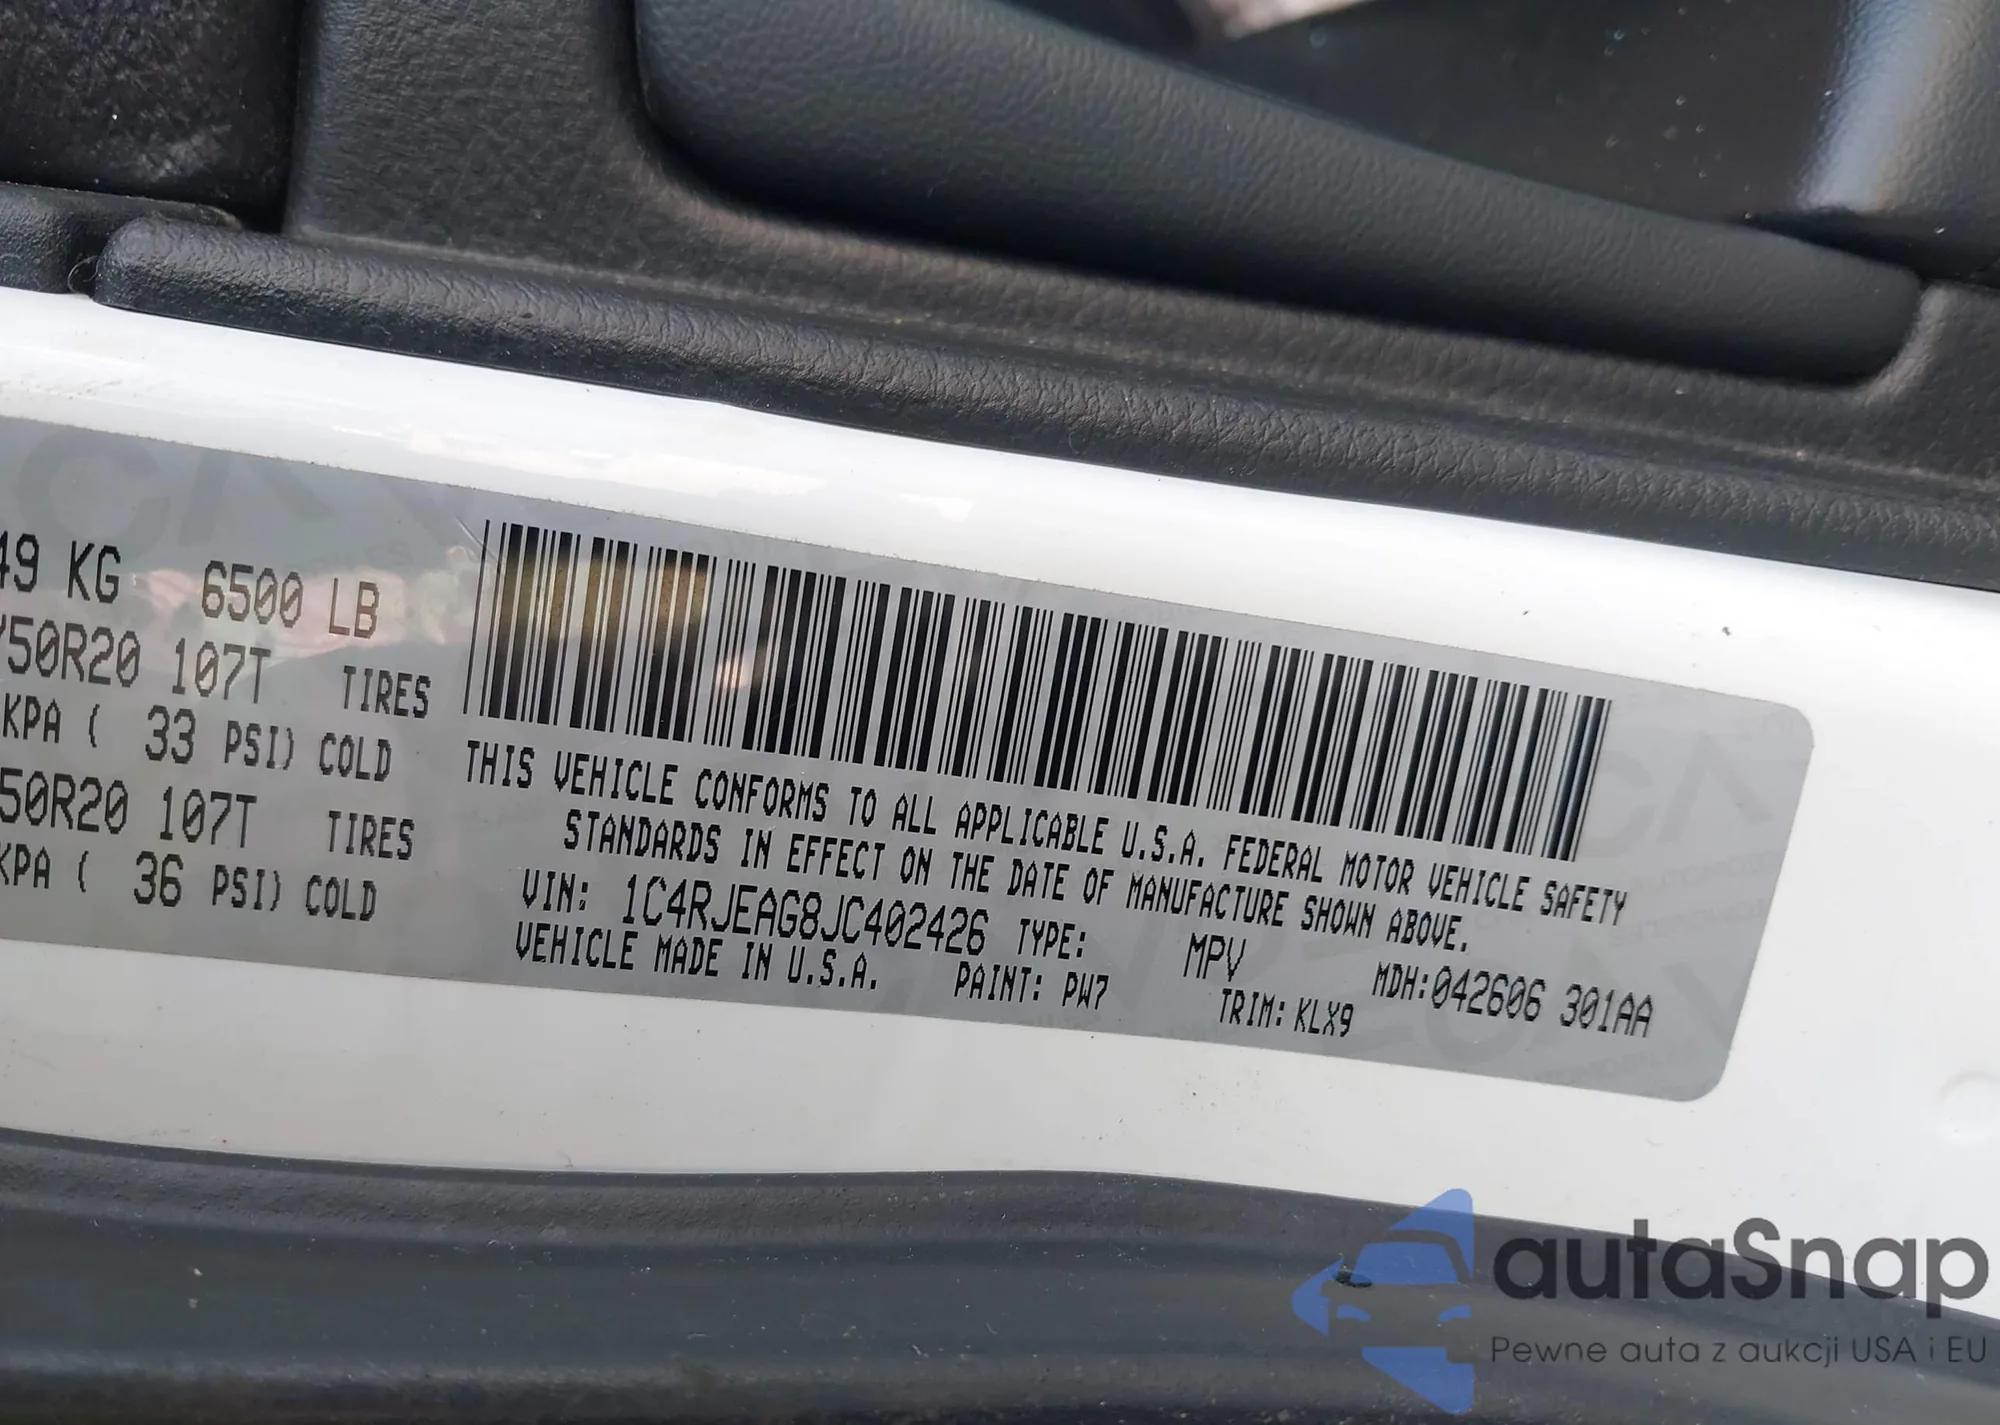 49 KG 6500 LB
/50R20 107T TIRES
KPA ( 33 PSI) COLD
50R20 107T TIRES
KPA ( 36 PSI) COLD
THIS VEHICLE CONFORMS TO ALL APPLICABLE U.S.A. FEDERAL MOTOR VEHICLE SAFETY
STANDARDS IN EFFECT ON THE DATE OF MANUFACTURE SHOWN ABOVE.
VIN: 1C4RJEAG8JC402426 TYPE: MPV MDH:042606 301AA
VEHICLE MADE IN U.S.A. PAINT: PW7 TRIM: KLX9
autaSnap
Pewne auta z aukcji USA i EU